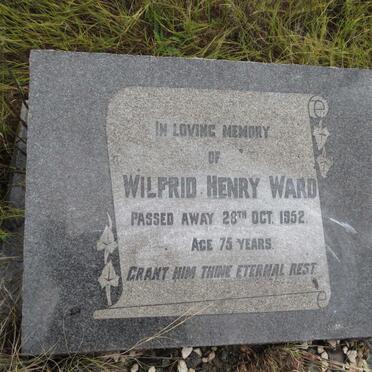 IN LOVING MEMORY
OF
WILFRID HENRY WARD
PASSED AWAY 28TH OCT. 1952.
AGE 75 YEARS.
GRANT HIM THINE ETERNAL REST.